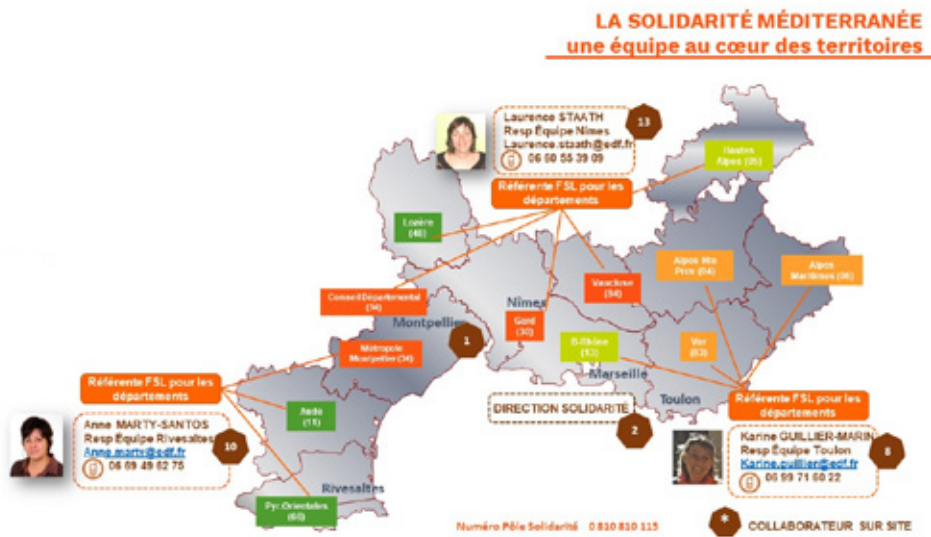 LA SOLIDARITÉ MÉDITERRANÉE
une équipe au cœur des territoires
Laurence STAATH
Resp Équipe Nîmes
Laurence.staath@edf.fr
06 60 55 39 09
13
Référente FSL pour les
départements
Hautes
Alpes (05)
Lozère
(48)
Alpes Hte
Pce (04)
Alpes
Maritimes (06)
Vaucluse
(84)
Conseil Départemental
(34)
Nîmes
Gard
(30)
Montpellier
Métropole
Montpellier (34)
1
B-Rhône
(13)
Var
(83)
Marseille
Référente FSL pour les
départements
Aude
(11)
DIRECTION SOLIDARITÉ
2
Toulon
Référente FSL pour les
départements
Anne MARTY-SANTOS
Resp Équipe Rivesaltes
Anne.marty@edf.fr
06 69 49 62 75
10
Karine GUILLIER-MARIN
Resp Équipe Toulon
Karine.guillier@edf.fr
06 99 71 60 22
8
Rivesaltes
Pyr.Orientales
(66)
Numéro Pôle Solidarité 0 810 810 115
* COLLABORATEUR SUR SITE